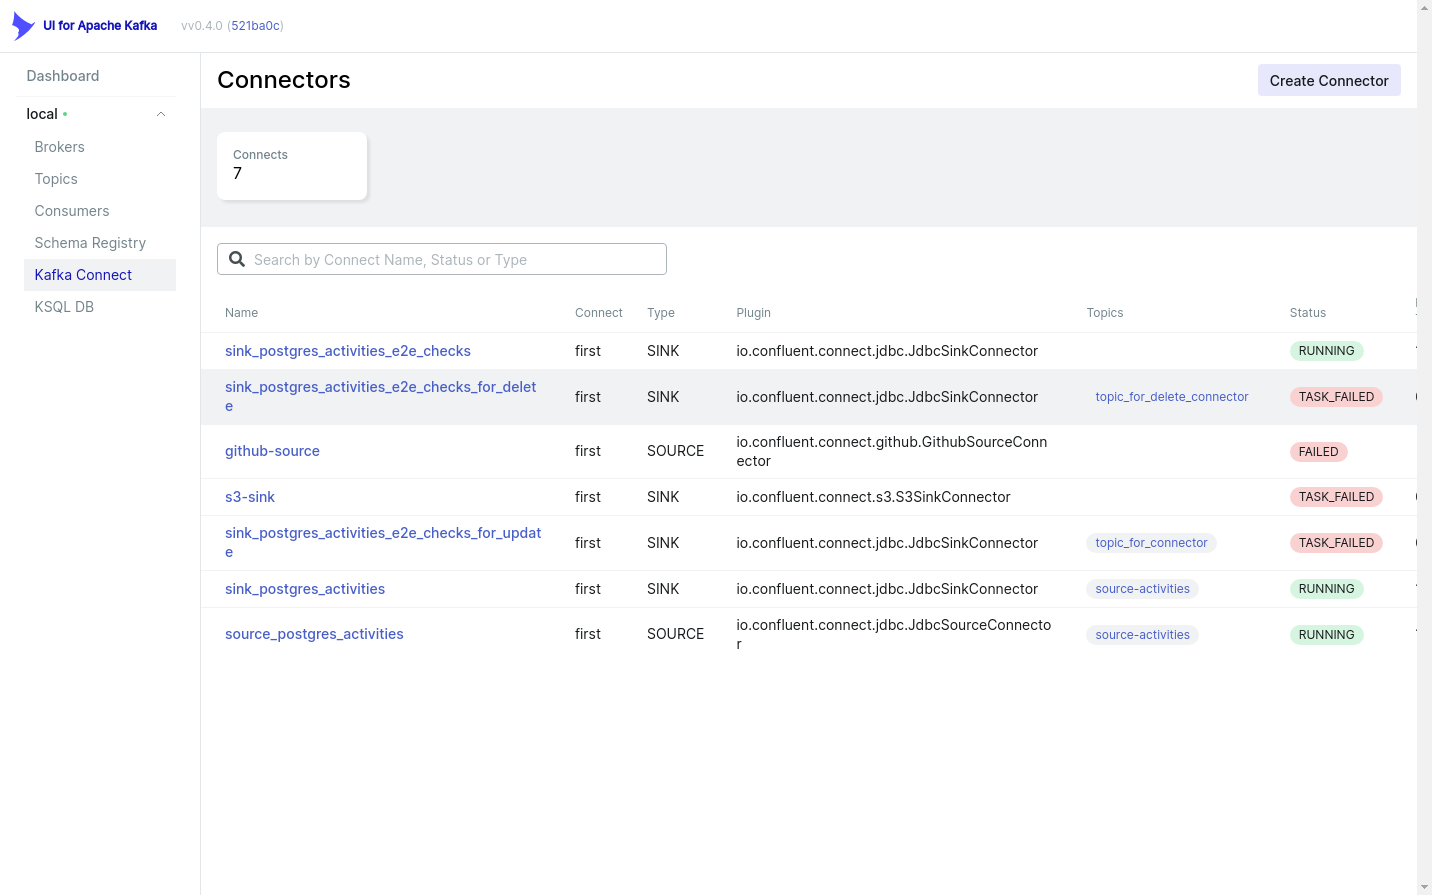 UI for Apache Kafka
vv0.4.0 (521ba0c)
Dashboard
local
Brokers
Topics
Consumers
Schema Registry
Kafka Connect
KSQL DB
Connectors
Create Connector
Connects
7
Search by Connect Name, Status or Type
Name Connect Type Plugin Topics Status
sink_postgres_activities_e2e_checks first SINK io.confluent.connect.jdbc.JdbcSinkConnector RUNNING
sink_postgres_activities_e2e_checks_for_delet
e
first SINK io.confluent.connect.jdbc.JdbcSinkConnector topic_for_delete_connector TASK_FAILED
github-source first SOURCE
io.confluent.connect.github.GithubSourceConn
ector
FAILED
s3-sink first SINK io.confluent.connect.s3.S3SinkConnector TASK_FAILED
sink_postgres_activities_e2e_checks_for_updat
e
first SINK io.confluent.connect.jdbc.JdbcSinkConnector topic_for_connector TASK_FAILED
sink_postgres_activities first SINK io.confluent.connect.jdbc.JdbcSinkConnector source-activities RUNNING
source_postgres_activities first SOURCE
io.confluent.connect.jdbc.JdbcSourceConnecto
r
source-activities RUNNING